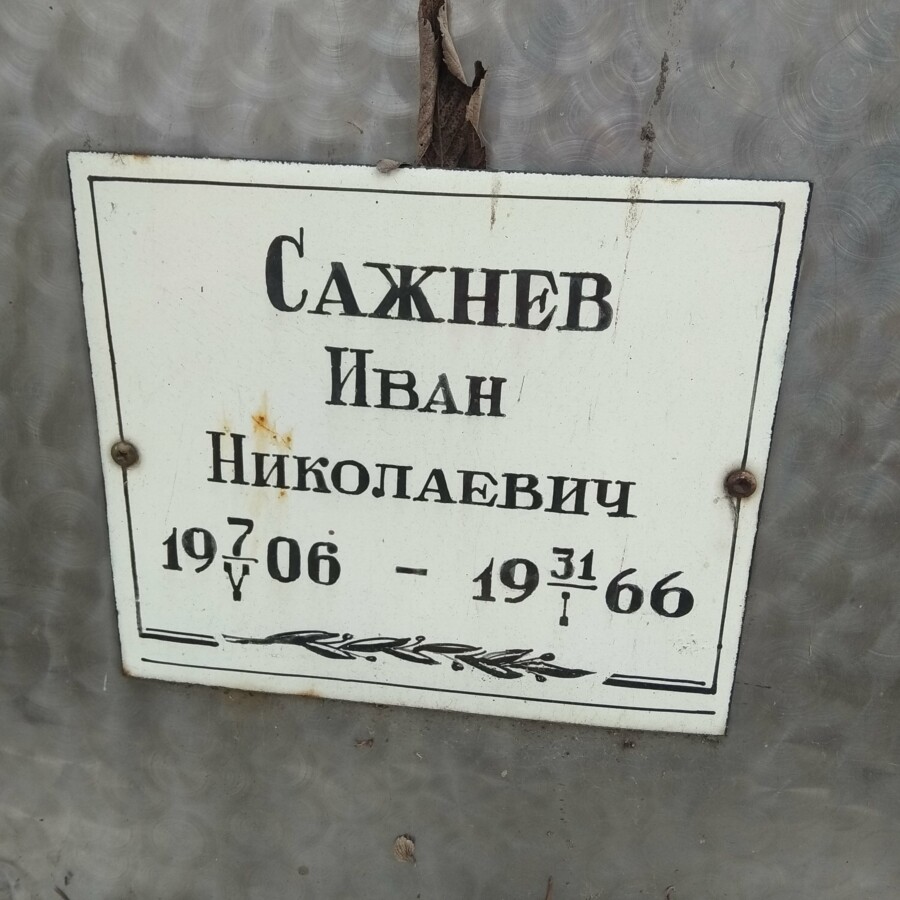 Сажнев
Иван
Николаевич
19 7/V 06 – 19 31/I 66